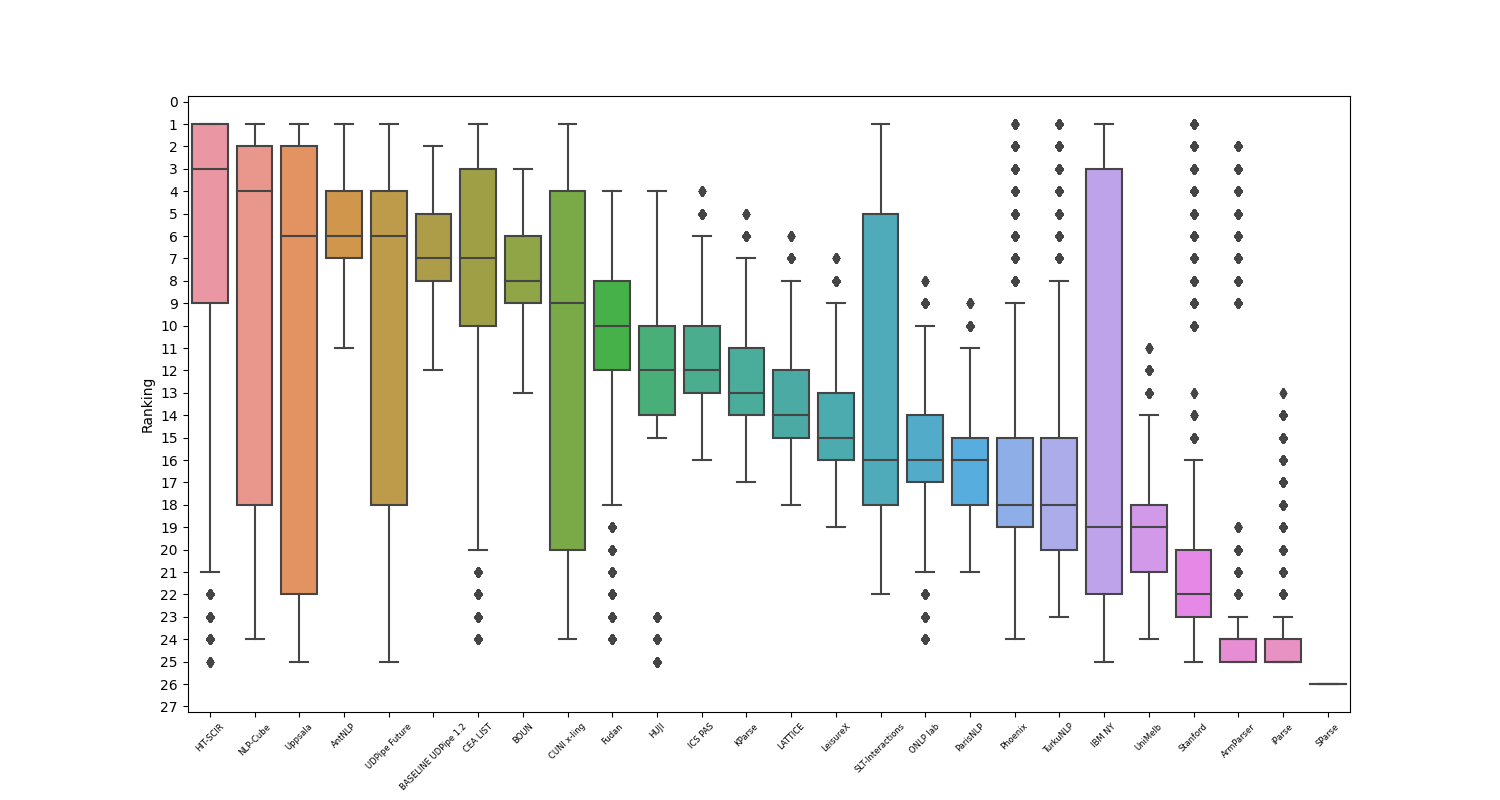 0
1
2
3
4
5
6
7
8
9
10
11
12
13
14
15
16
17
18
19
20
21
22
23
24
25
26
27
Ranking
HIT-SCIR
NLP-Cube
Uppsala
AntNLP
UDPipe Future
BASELINE UDPipe 1.2
CEA LIST
BOUN
CUNI x-ling
Fudan
HUJI
ICS PAS
KParse
LATTICE
LeisureX
SLT-Interactions
ONLP lab
ParisNLP
Phoenix
TurkuNLP
IBM NY
UniMelb
Stanford
ArmParser
iParse
SParse